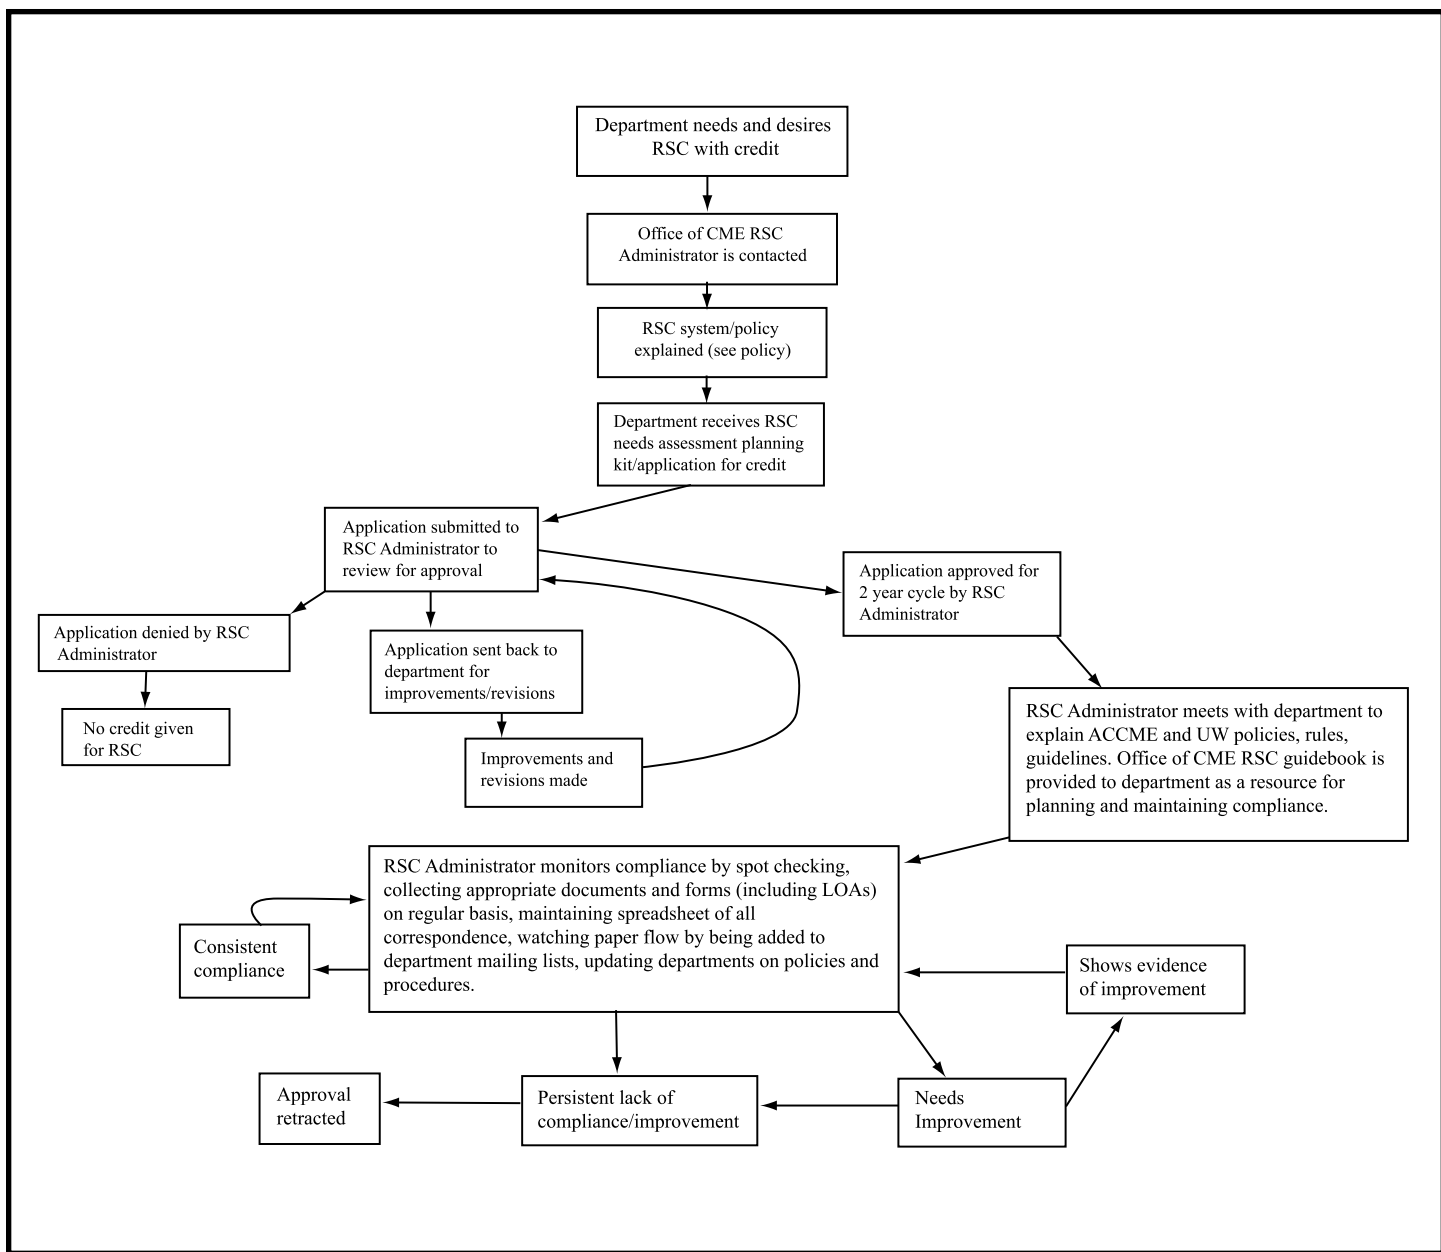 Department needs and desires
RSC with credit
Office of CME RSC
Administrator is contacted
RSC system/policy
explained (see policy)
Department receives RSC
needs assessment planning
kit/application for credit
Application submitted to
RSC Administrator to
review for approval
Application approved for
2 year cycle by RSC
Administrator
Application denied by RSC
Administrator
Application sent back to
department for
improvements/revisions
No credit given
for RSC
Improvements and
revisions made
RSC Administrator meets with department to
explain ACCME and UW policies, rules,
guidelines. Office of CME RSC guidebook is
provided to department as a resource for
planning and maintaining compliance.
RSC Administrator monitors compliance by spot checking,
collecting appropriate documents and forms (including LOAs)
on regular basis, maintaining spreadsheet of all
correspondence, watching paper flow by being added to
department mailing lists, updating departments on policies and
procedures.
Consistent
compliance
Shows evidence
of improvement
Approval
retracted
Persistent lack of
compliance/improvement
Needs
Improvement